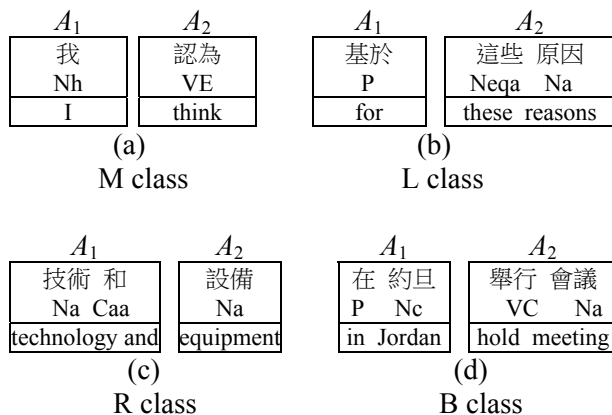 A1 A2 A1 A2
我 認為 基於 這些 原因
Nh VE P Neqa Na
I think for these reasons
(a) (b)
M class L class
A1 A2 A1 A2
技術 和 設備 在 約旦 舉行 會議
Na Caa Na P Nc VC Na
technology and equipment in Jordan hold meeting
(c) (d)
R class B class